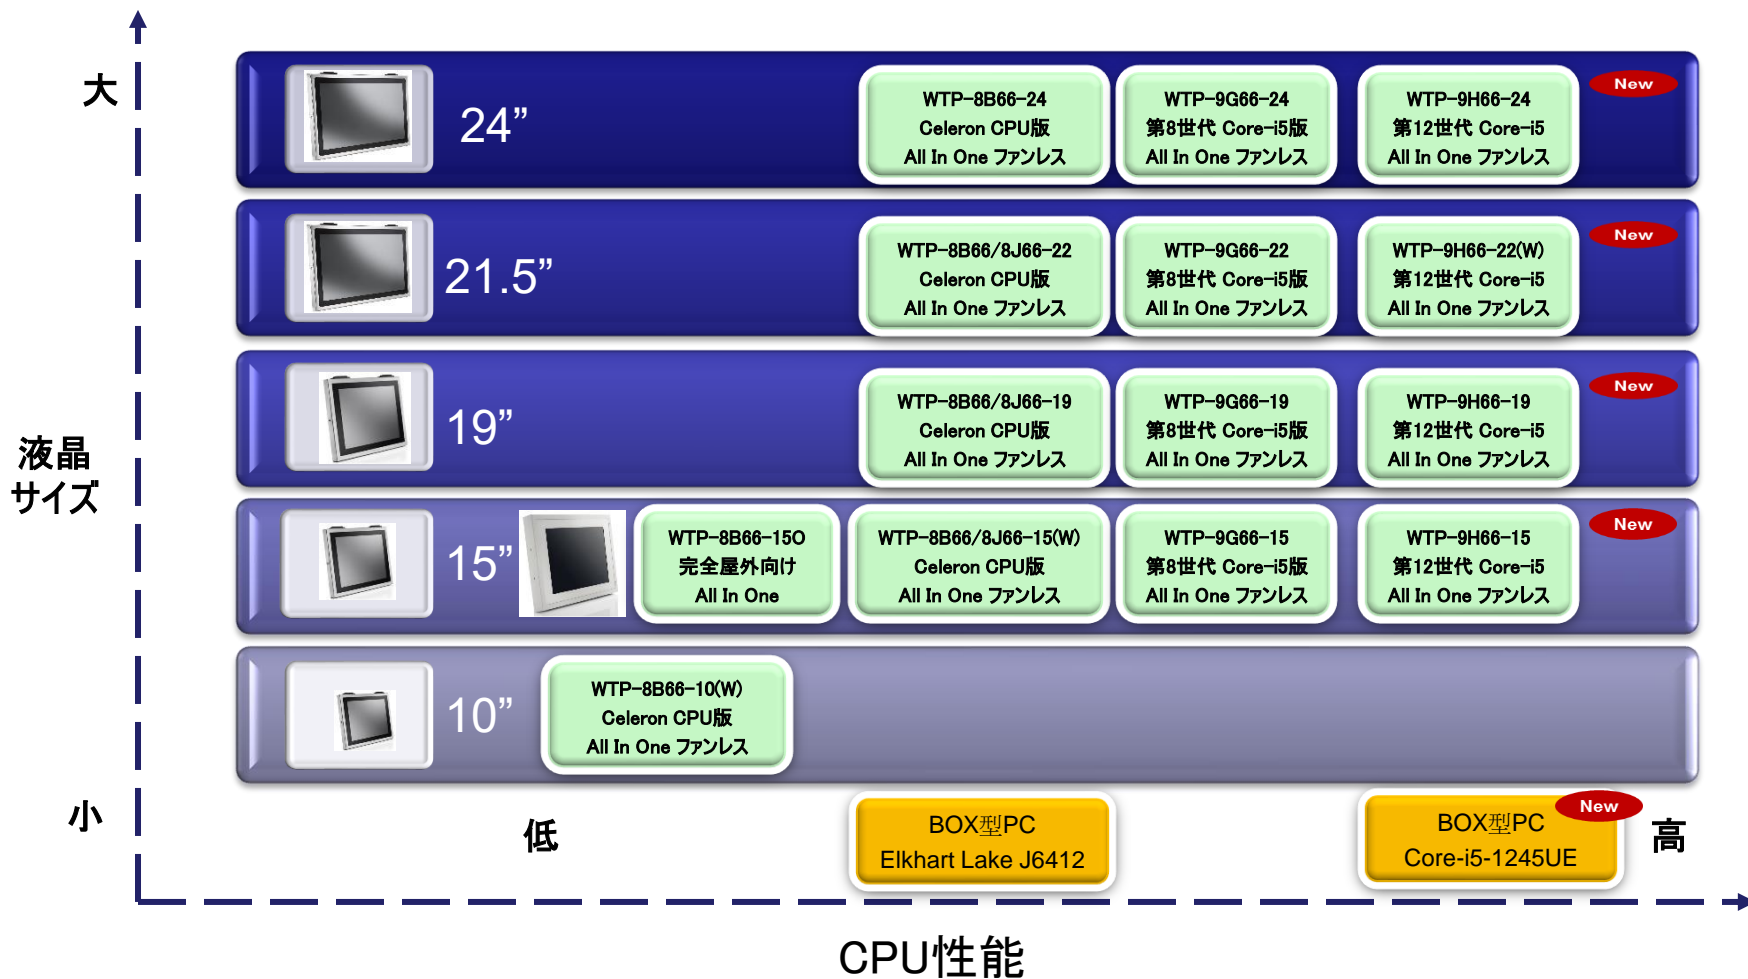 大
24”
WTP-8B66-24
Celeron CPU版
All In One ファンレス
WTP-9G66-24
第8世代 Core-i5版
All In One ファンレス
WTP-9H66-24
第12世代 Core-i5
All In One ファンレス
New
21.5”
WTP-8B66/8J66-22
Celeron CPU版
All In One ファンレス
WTP-9G66-22
第8世代 Core-i5版
All In One ファンレス
WTP-9H66-22(W)
第12世代 Core-i5
All In One ファンレス
New
液晶
サイズ
19”
WTP-8B66/8J66-19
Celeron CPU版
All In One ファンレス
WTP-9G66-19
第8世代 Core-i5版
All In One ファンレス
WTP-9H66-19
第12世代 Core-i5
All In One ファンレス
New
15”
WTP-8B66-15O
完全屋外向け
All In One
WTP-8B66/8J66-15(W)
Celeron CPU版
All In One ファンレス
WTP-9G66-15
第8世代 Core-i5版
All In One ファンレス
WTP-9H66-15
第12世代 Core-i5
All In One ファンレス
New
10”
WTP-8B66-10(W)
Celeron CPU版
All In One ファンレス
小
低
BOX型PC
Elkhart Lake J6412
BOX型PC
Core-i5-1245UE
New
高
CPU性能